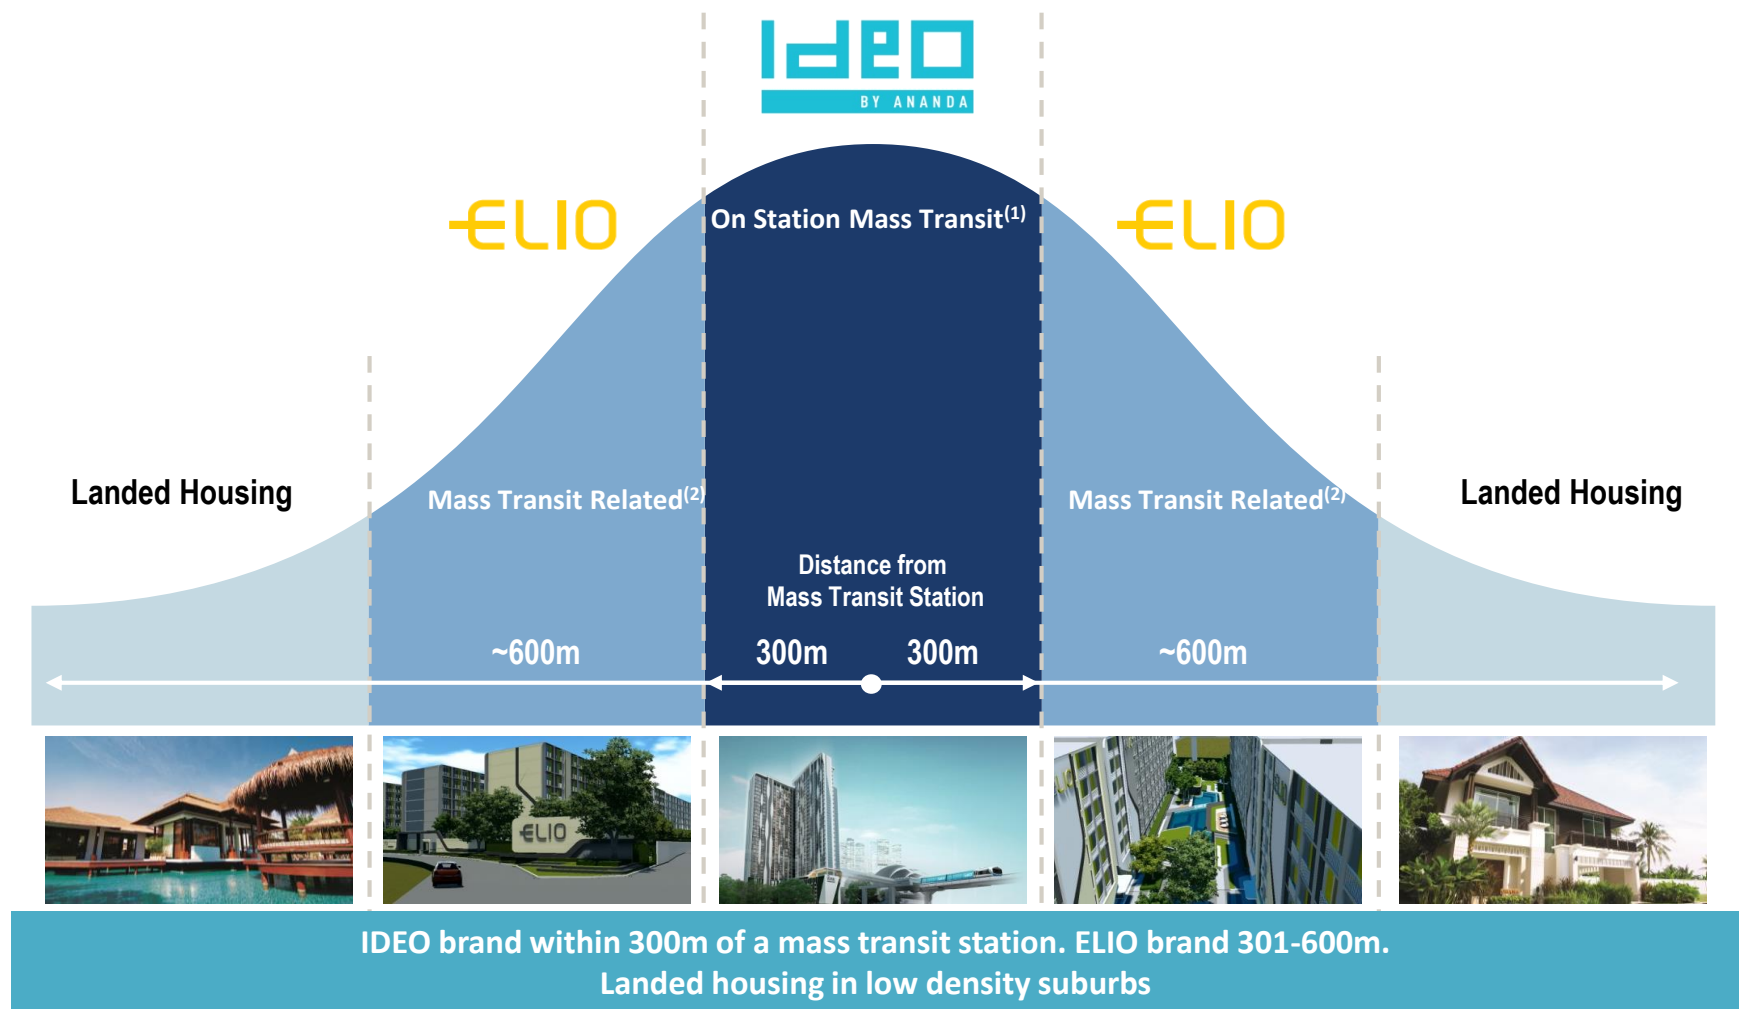 Ideo
BY ANANDA
ELIO
ELIO
On Station Mass Transit(1)
Landed Housing
Mass Transit Related(2)
Mass Transit Related(2)
Landed Housing
Distance from
Mass Transit Station
~600m
300m
300m
~600m
ELIO
IDEO brand within 300m of a mass transit station. ELIO brand 301-600m.
Landed housing in low density suburbs